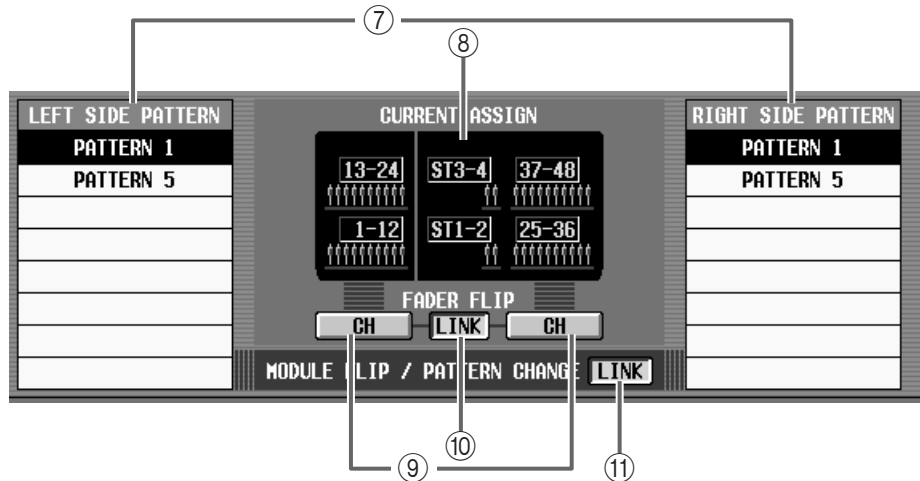 ⑦
⑧
LEFT SIDE PATTERN
CURRENT ASSIGN
RIGHT SIDE PATTERN
PATTERN 1
PATTERN 1
PATTERN 5
PATTERN 5
13-24 ST3-4 37-48
1-12 ST1-2 25-36
FADER FLIP
CH LINK CH
MODULE FLIP / PATTERN CHANGE LINK
⑩
⑨
⑪